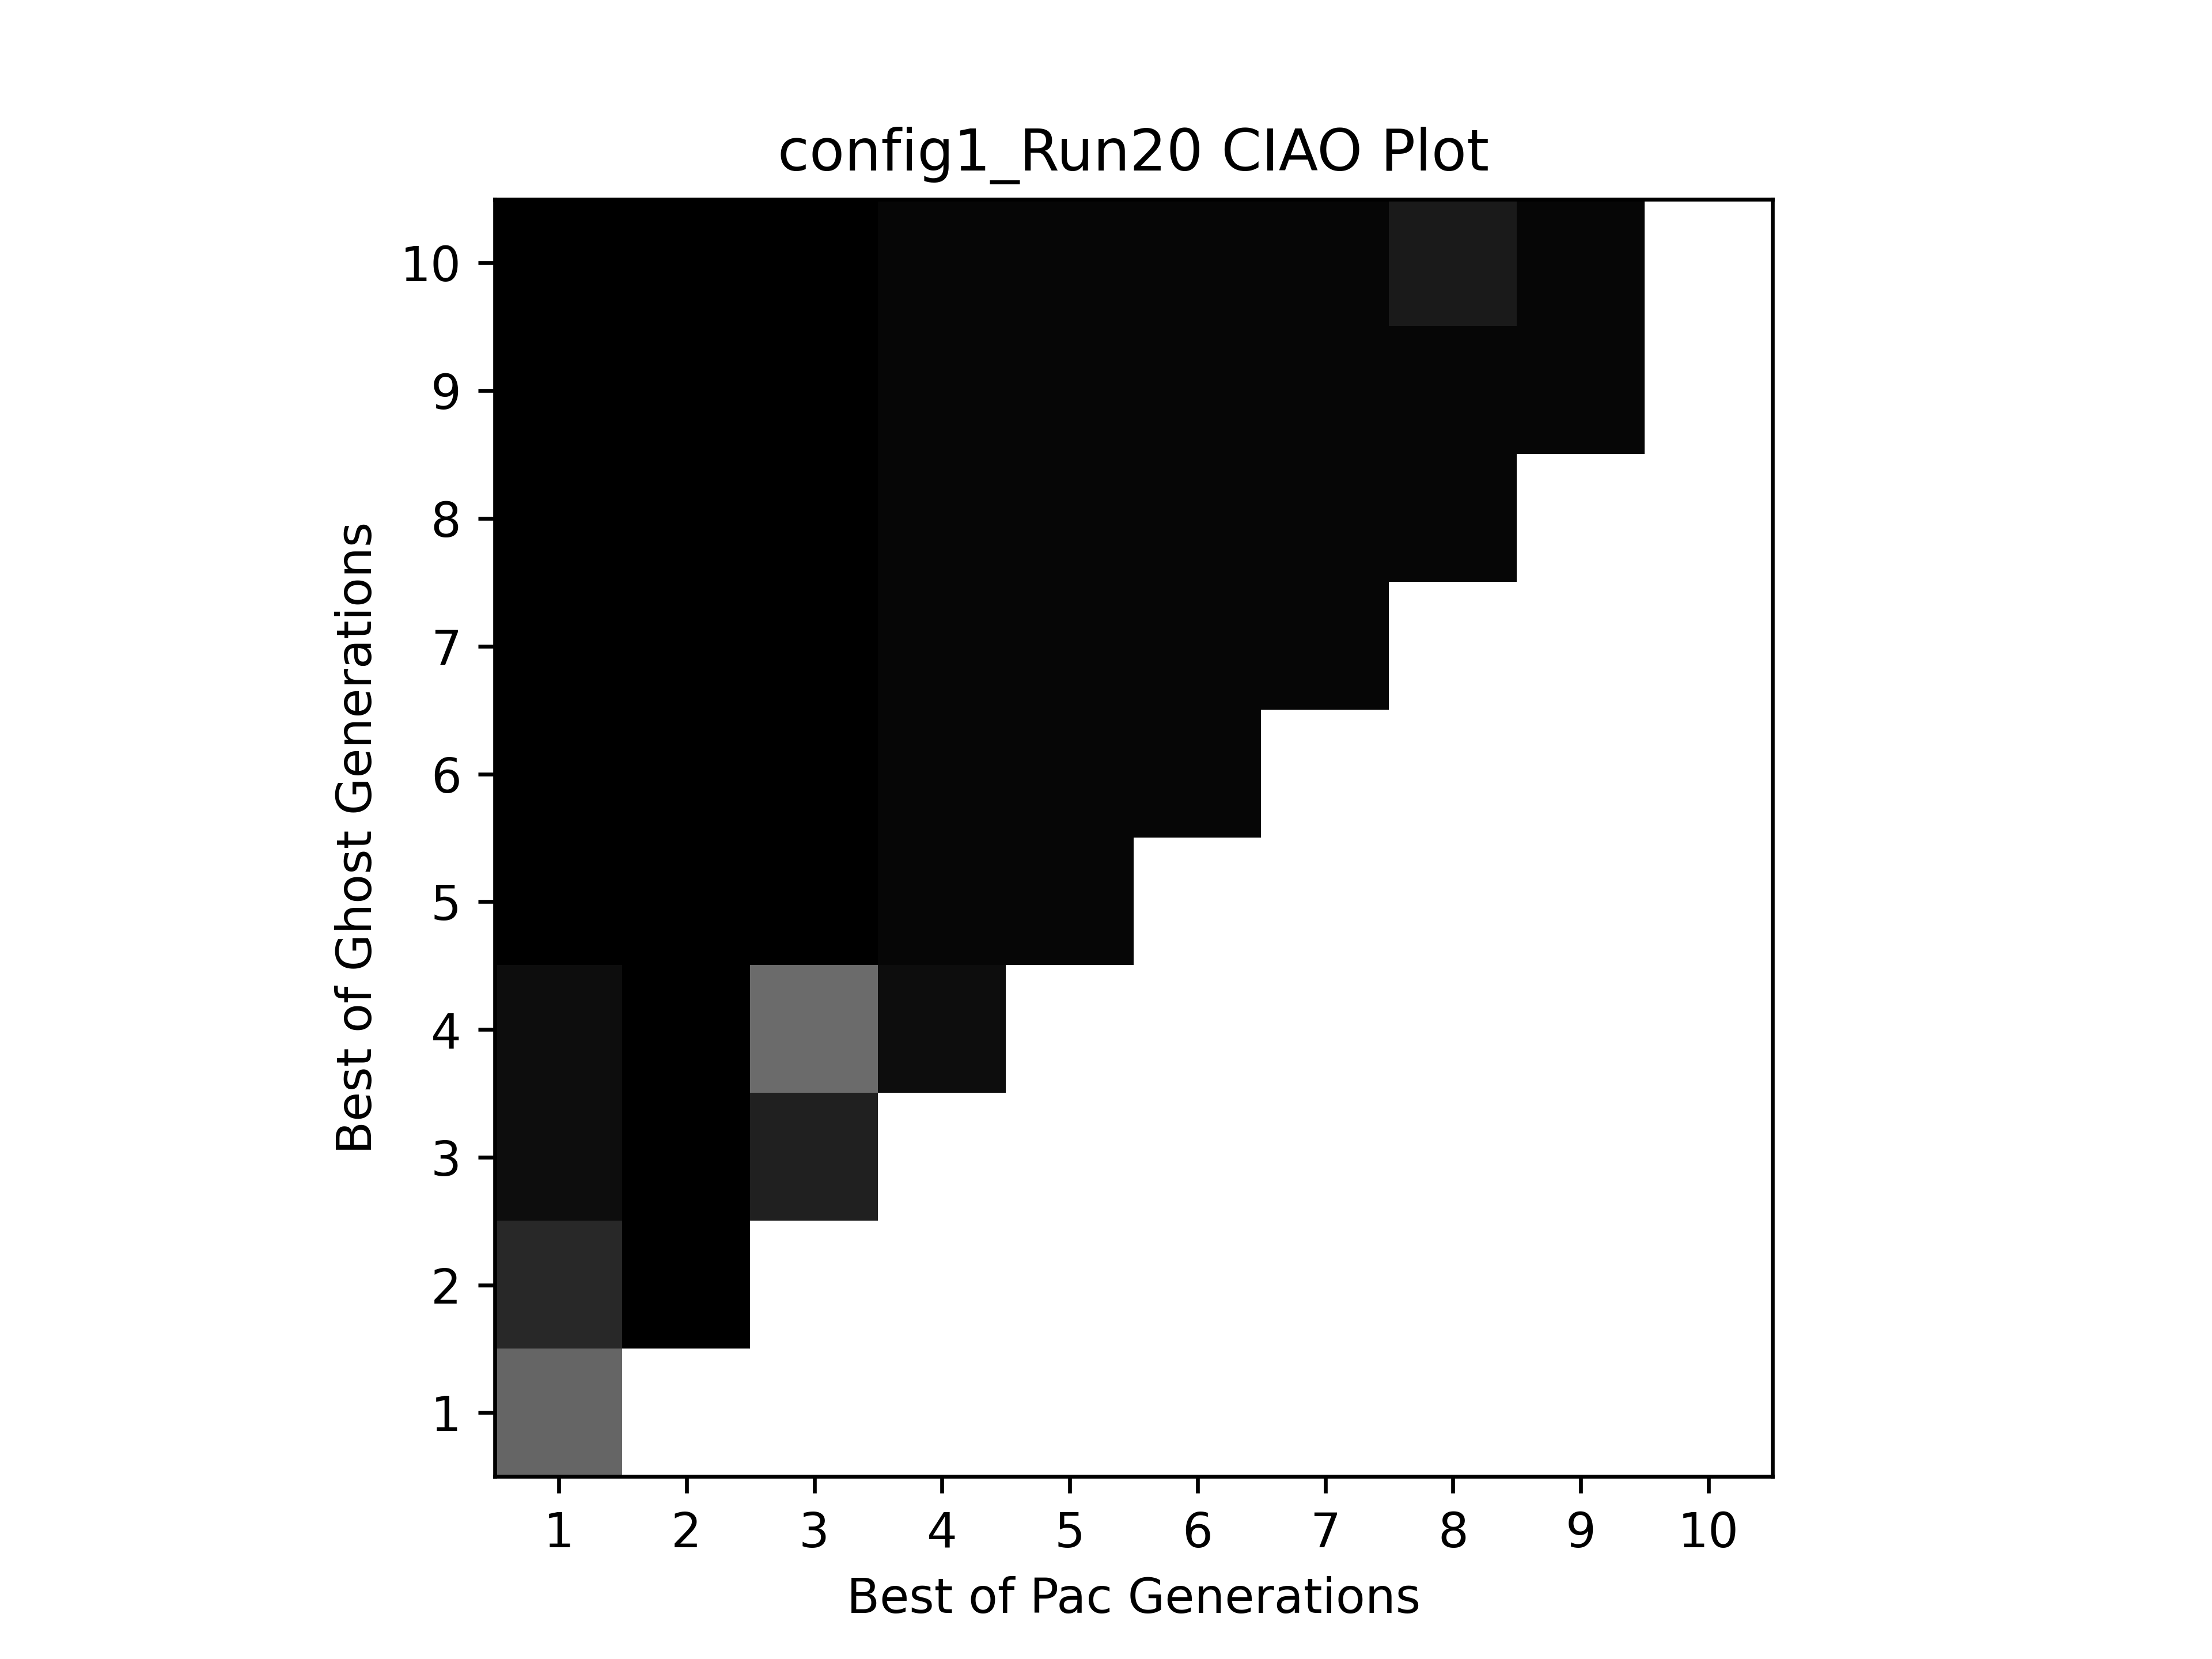 config1_Run20 CIAO Plot
Best of Ghost Generations
10
9
8
7
6
5
4
3
2
1
1 2 3 4 5 6 7 8 9 10
Best of Pac Generations